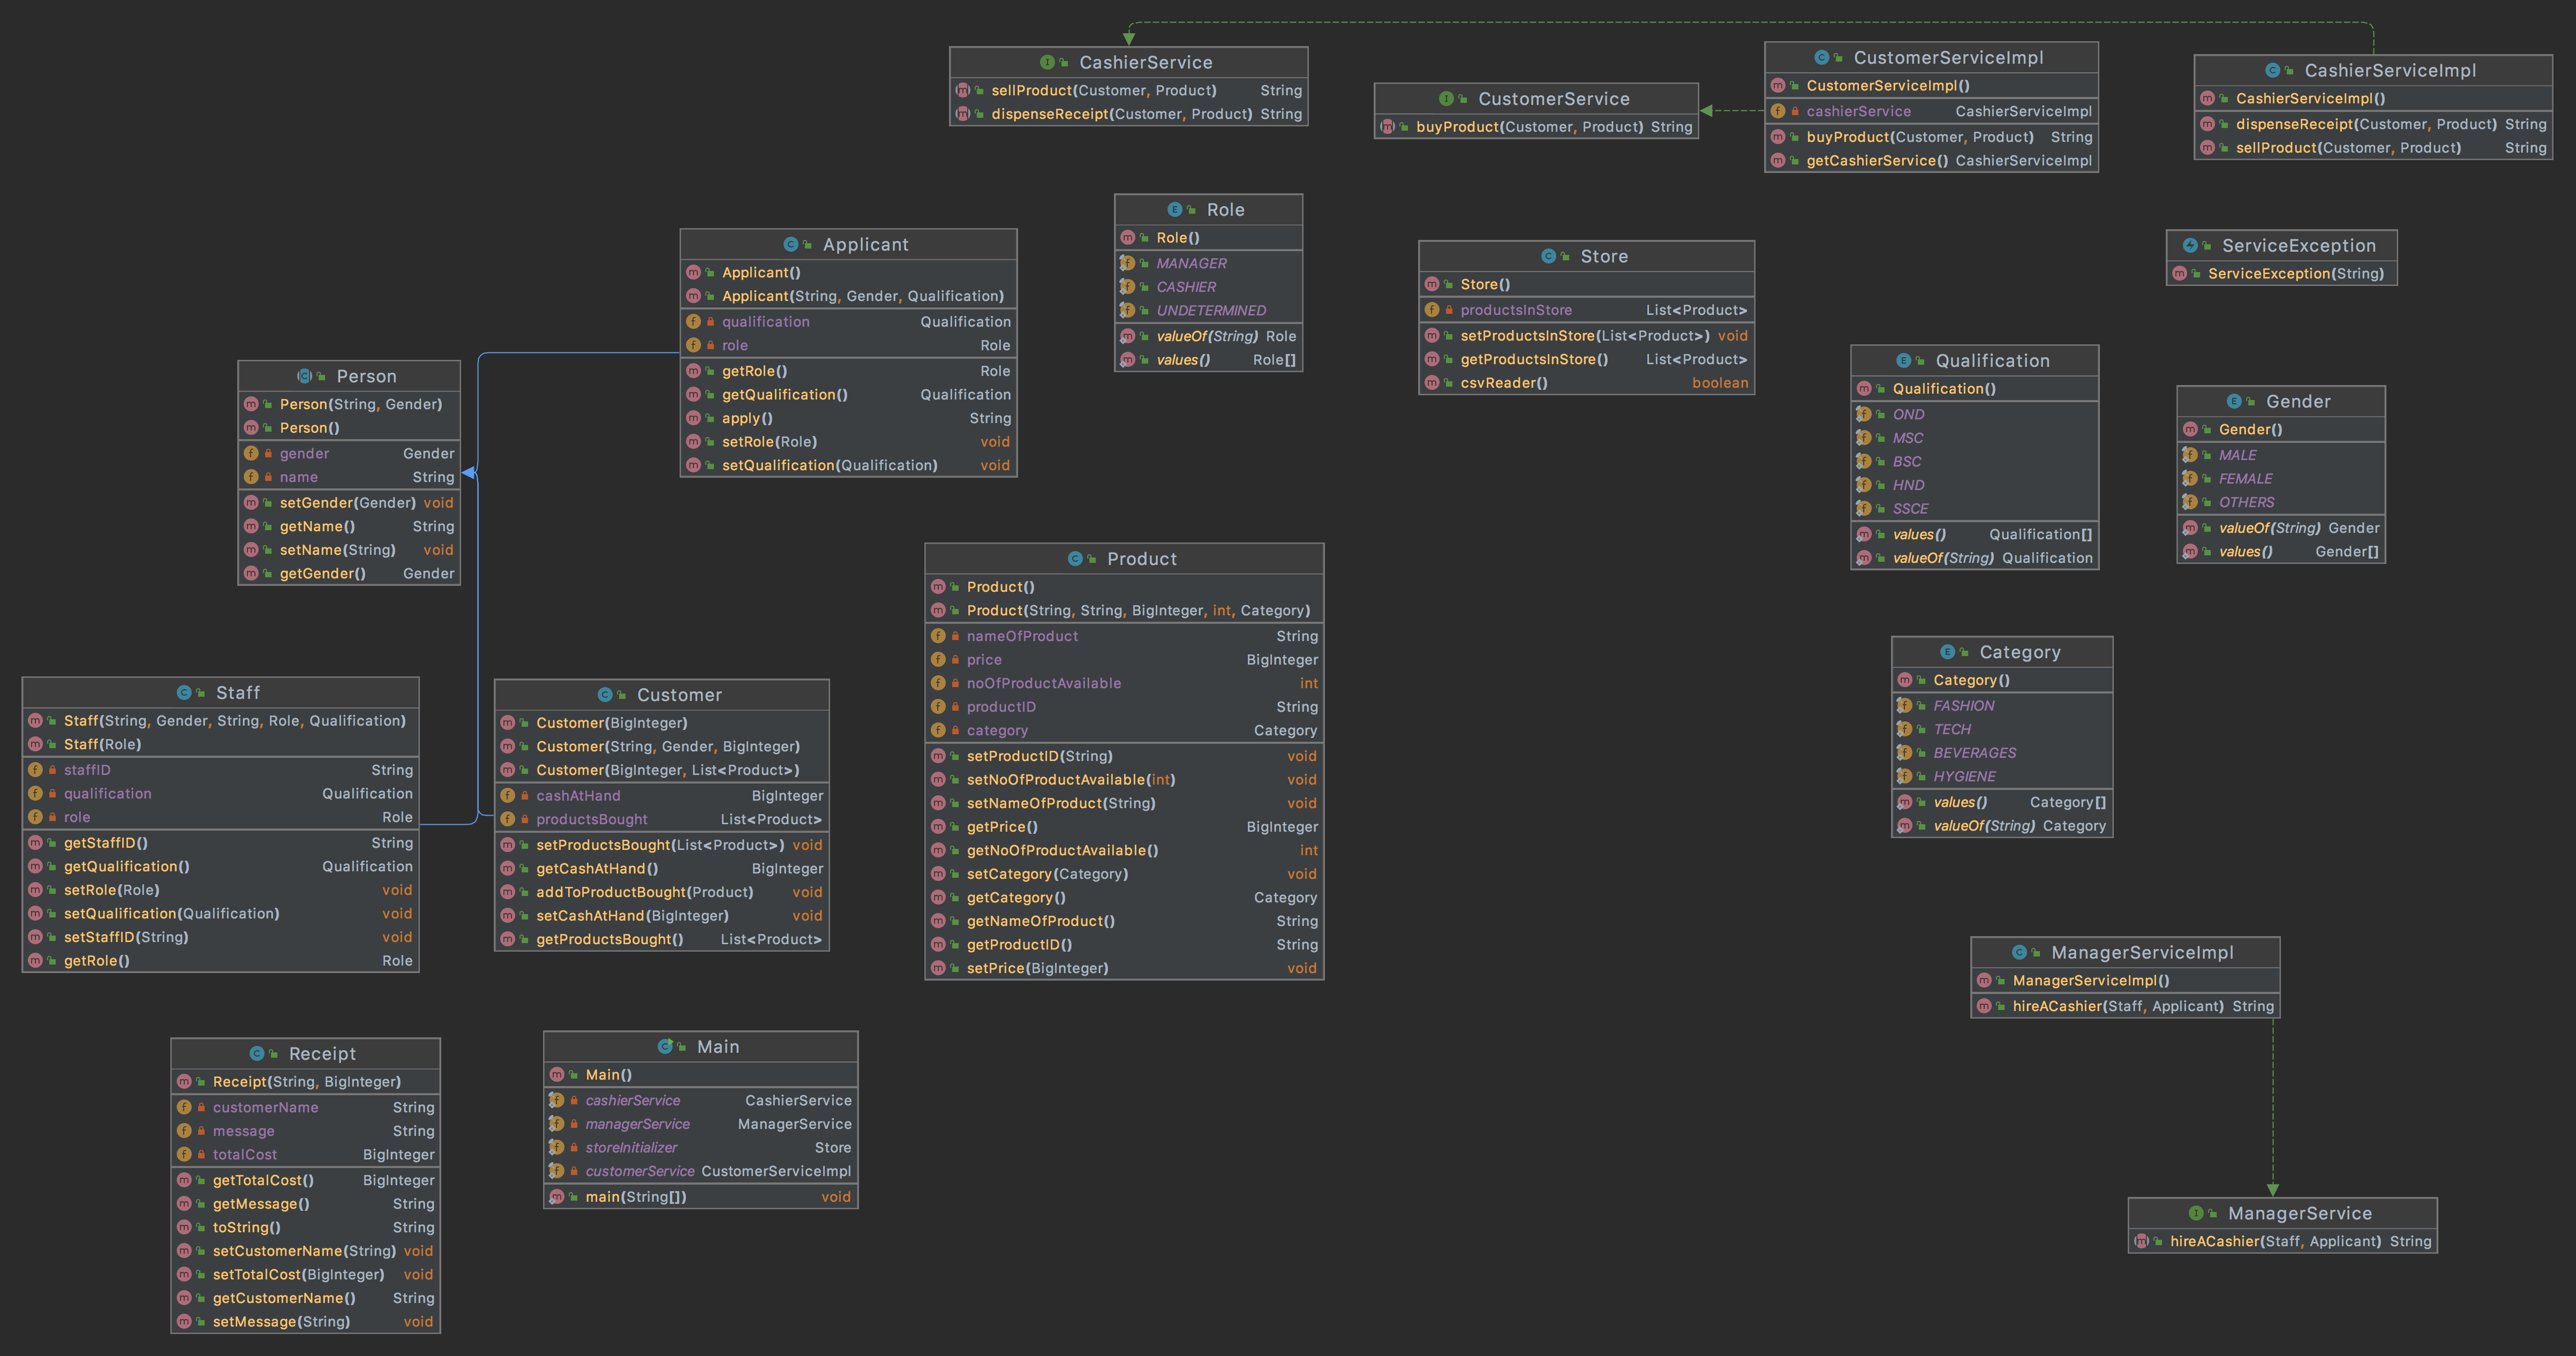 CashierService
sellProduct(Customer, Product) String
dispenseReceipt(Customer, Product) String
CustomerService
buyProduct(Customer, Product) String
CustomerServiceImpl
CustomerServiceImpl()
cashierService CashierServiceImpl
buyProduct(Customer, Product) String
getCashierService() CashierServiceImpl
CashierServiceImpl
CashierServiceImpl()
dispenseReceipt(Customer, Product) String
sellProduct(Customer, Product) String
Role
Role()
MANAGER
CASHIER
UNDETERMINED
valueOf(String) Role
values() Role[]
Applicant
Applicant()
Applicant(String, Gender, Qualification)
qualification Qualification
role Role
getRole() Role
getQualification() Qualification
apply() String
setRole(Role) void
setQualification(Qualification) void
Store
Store()
productsInStore List<Product>
setProductsInStore(List<Product>) void
getProductsInStore() List<Product>
csvReader() boolean
ServiceException
ServiceException(String)
Person
Person(String, Gender)
Person()
gender Gender
name String
setGender(Gender) void
getName() String
setName(String) void
getGender() Gender
Qualification
Qualification()
OND
MSC
BSC
HND
SSCE
values() Qualification[]
valueOf(String) Qualification
Gender
Gender()
MALE
FEMALE
OTHERS
valueOf(String) Gender
values() Gender[]
Product
Product()
Product(String, String, BigInteger, int, Category)
nameOfProduct String
price BigInteger
noOfProductAvailable int
productID String
category Category
setProductID(String) void
setNoOfProductAvailable(int) void
setNameOfProduct(String) void
getPrice() BigInteger
getNoOfProductAvailable() int
setCategory(Category) void
getCategory() Category
getNameOfProduct() String
getProductID() String
setPrice(BigInteger) void
Category
Category()
FASHION
TECH
BEVERAGES
HYGIENE
values() Category[]
valueOf(String) Category
Staff
Staff(String, Gender, String, Role, Qualification)
Staff(Role)
staffID String
qualification Qualification
role Role
getStaffID() String
getQualification() Qualification
setRole(Role) void
setQualification(Qualification) void
setStaffID(String) void
getRole() Role
Customer
Customer(BigInteger)
Customer(String, Gender, BigInteger)
Customer(BigInteger, List<Product>)
cashAtHand BigInteger
productsBought List<Product>
setProductsBought(List<Product>) void
getCashAtHand() BigInteger
addToProductBought(Product) void
setCashAtHand(BigInteger) void
getProductsBought() List<Product>
ManagerServiceImpl
ManagerServiceImpl()
hireACashier(Staff, Applicant) String
Receipt
Receipt(String, BigInteger)
customerName String
message String
totalCost BigInteger
getTotalCost() BigInteger
getMessage() String
toString() String
setCustomerName(String) void
setTotalCost(BigInteger) void
getCustomerName() String
setMessage(String) void
Main
Main()
cashierService CashierService
managerService ManagerService
storeInitializer Store
customerService CustomerServiceImpl
main(String[]) void
ManagerService
hireACashier(Staff, Applicant) String